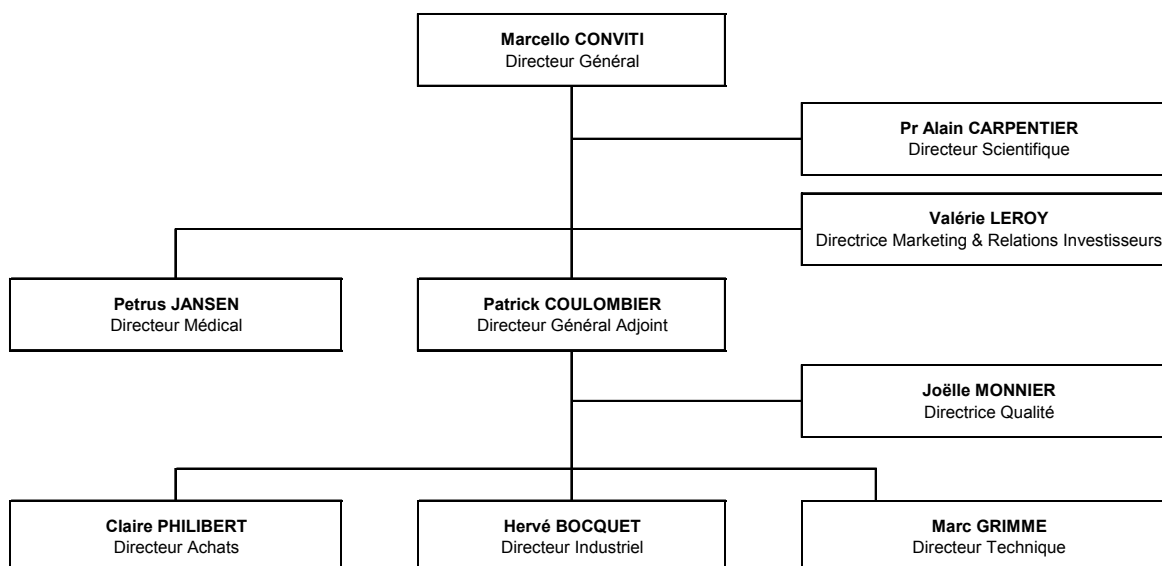 Marcello CONVITI
Directeur Général
Pr Alain CARPENTIER
Directeur Scientifique
Valérie LEROY
Directrice Marketing & Relations Investisseurs
Petrus JANSEN
Directeur Médical
Patrick COULOMBIER
Directeur Général Adjoint
Joëlle MONNIER
Directrice Qualité
Claire PHILIBERT
Directeur Achats
Hervé BOCQUET
Directeur Industriel
Marc GRIMME
Directeur Technique